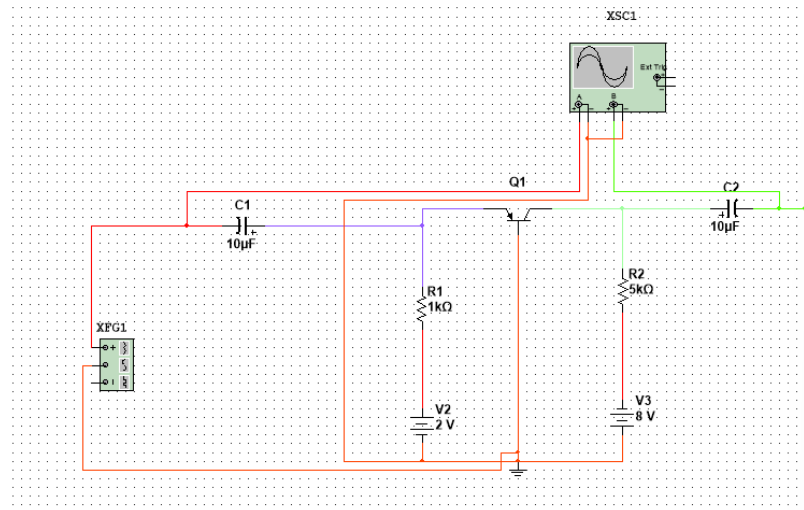 XSC1
Ext Trig
A
B
Q1
C1
10µF
C2
10µF
R1
1kΩ
R2
5kΩ
XFG1
V2
2 V
V3
8 V